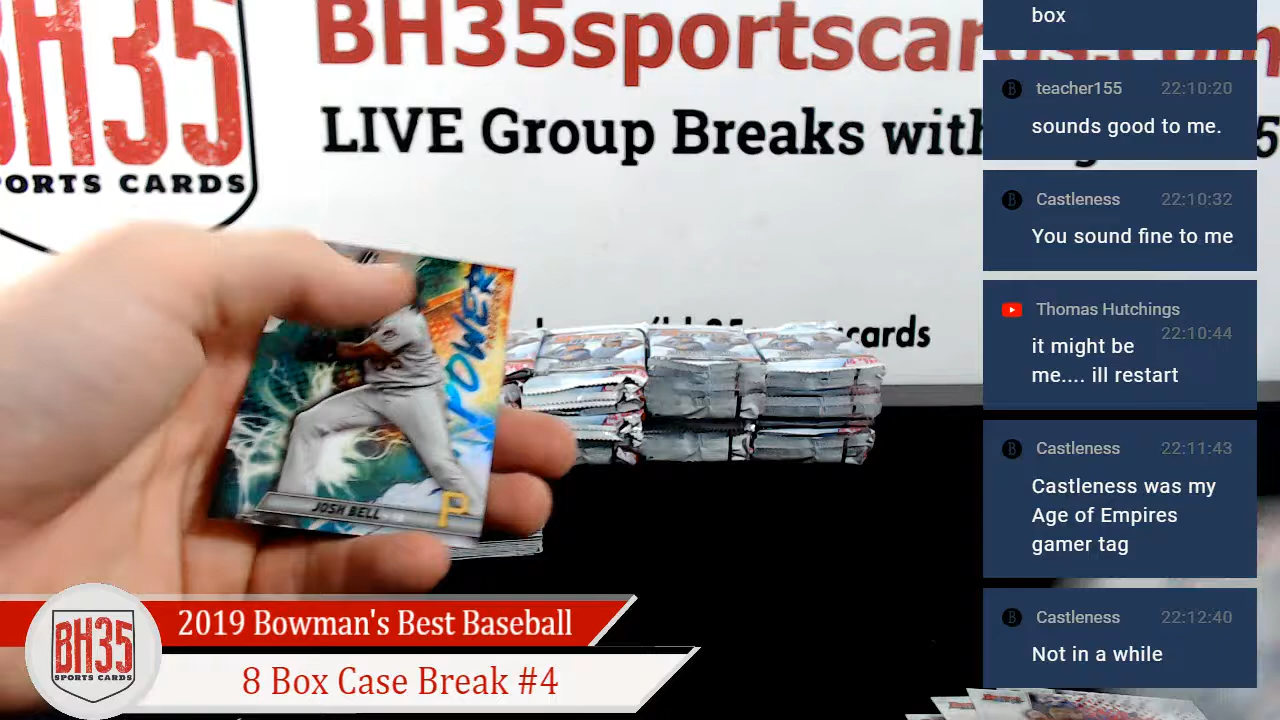 BH35
SPORTS CARDS
BH35sportscards.com
LIVE Group Breaks with
cards
POWER
JOSH BELL
P
2019 Bowman's Best Baseball
8 Box Case Break #4
BH35
SPORTS CARDS
box
teacher155 22:10:20
sounds good to me.
Castleness 22:10:32
You sound fine to me
Thomas Hutchings
22:10:44
it might be
me.... ill restart
Castleness 22:11:43
Castleness was my
Age of Empires
gamer tag
Castleness 22:12:40
Not in a while